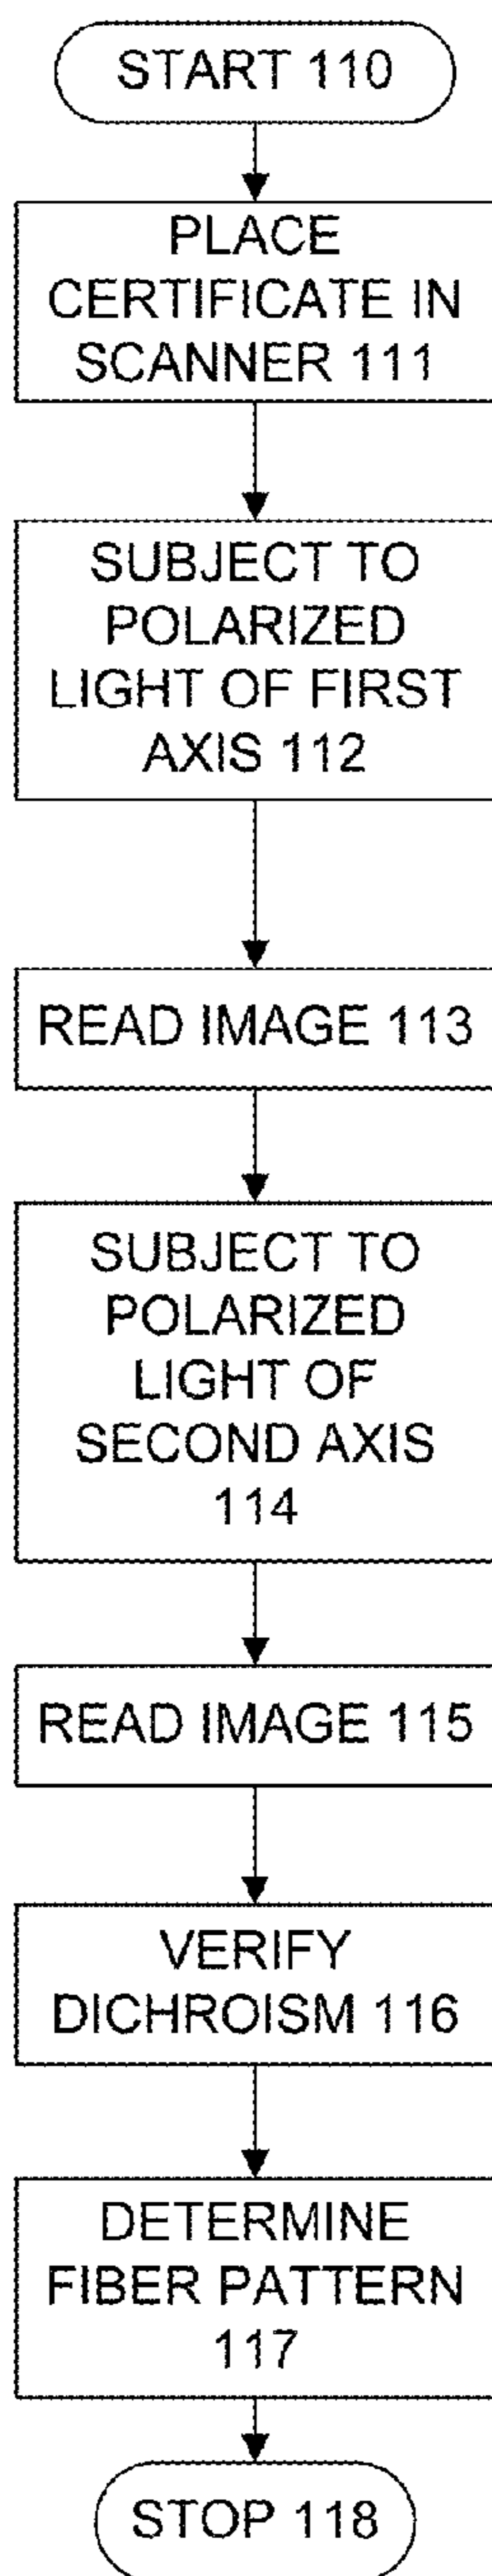 START 110
PLACE
CERTIFICATE IN
SCANNER 111
SUBJECT TO
POLARIZED
LIGHT OF FIRST
AXIS 112
READ IMAGE 113
SUBJECT TO
POLARIZED
LIGHT OF
SECOND AXIS
114
READ IMAGE 115
VERIFY
DICHROISM 116
DETERMINE
FIBER PATTERN
117
STOP 118